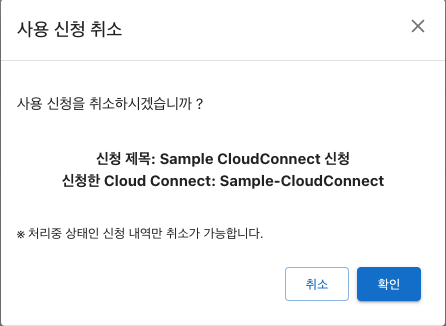 사용 신청 취소
사용 신청을 취소하시겠습니까 ?
신청 제목: Sample CloudConnect 신청
신청한 Cloud Connect: Sample-CloudConnect
※ 처리중 상태인 신청 내역만 취소가 가능합니다.
취소
확인